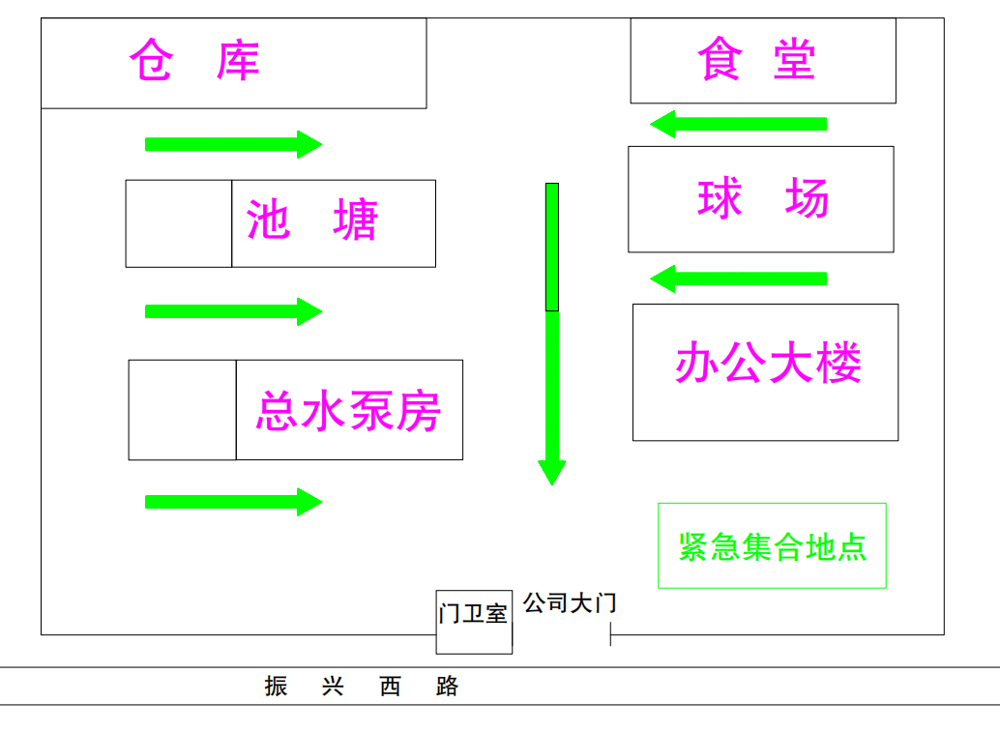 仓 库
食 堂
池 塘
球 场
办公大楼
总水泵房
紧急集合地点
门卫室
公司大门
振 兴 西 路